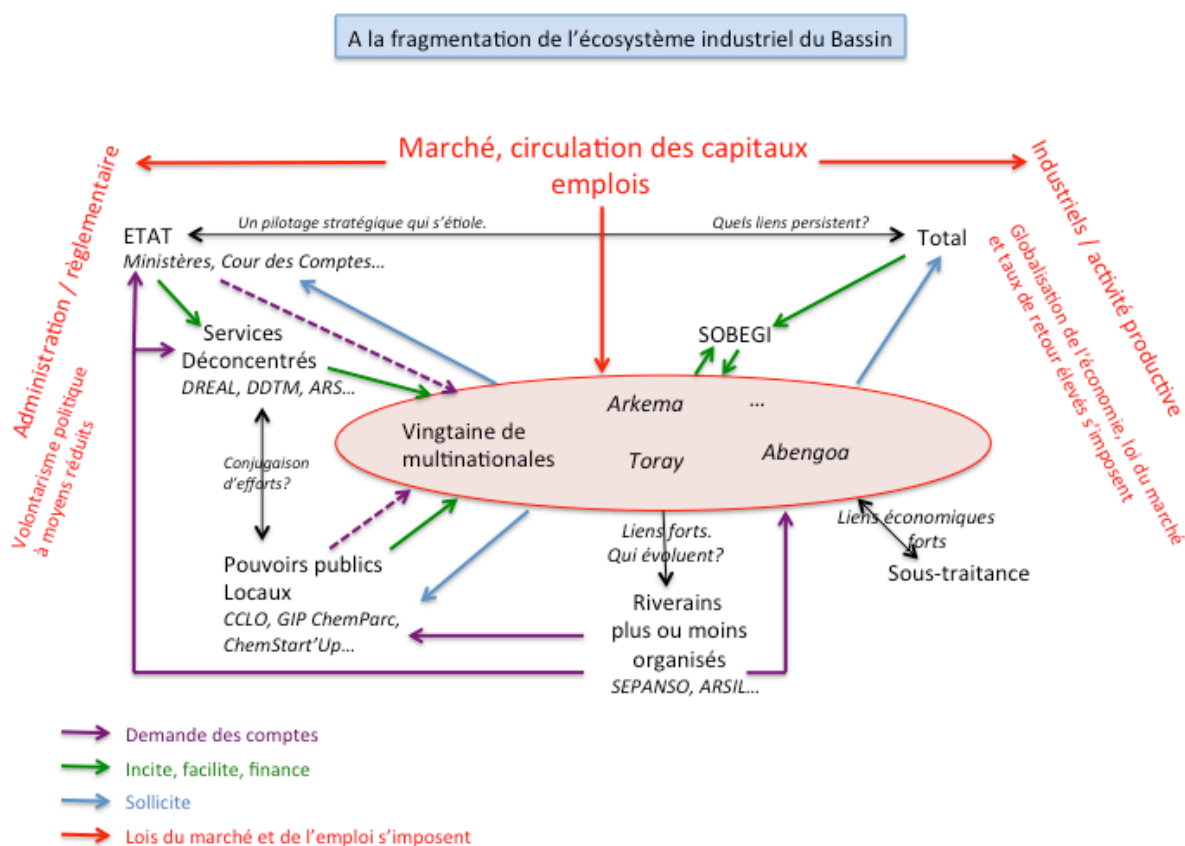 A la fragmentation de l'écosystème industriel du Bassin
Marché, circulation des capitaux
emplois
Administration / règlementaire
Volontarisme politique
à moyens réduits
Industriels / activité productive
Globalisation de l'économie, loi du marché
et taux de retour élevés s'imposent
Un pilotage stratégique qui s'étiole.
Quels liens persistent?
ETAT
Ministères, Cour des Comptes…
Total
Services
Déconcentrés
DREAL, DDTM, ARS…
SOBEGI
Arkema
…
Vingtaine de
multinationales
Toray
Abengoa
Conjugaison
d'efforts?
Liens forts.
Qui évoluent?
Liens économiques
forts
Sous-traitance
Pouvoirs publics
Locaux
CCLO, GIP ChemParc,
ChemStart'Up…
Riverains
plus ou moins
organisés
SEPANSO, ARSIL…
Demande des comptes
Incite, facilite, finance
Sollicite
Lois du marché et de l'emploi s'imposent